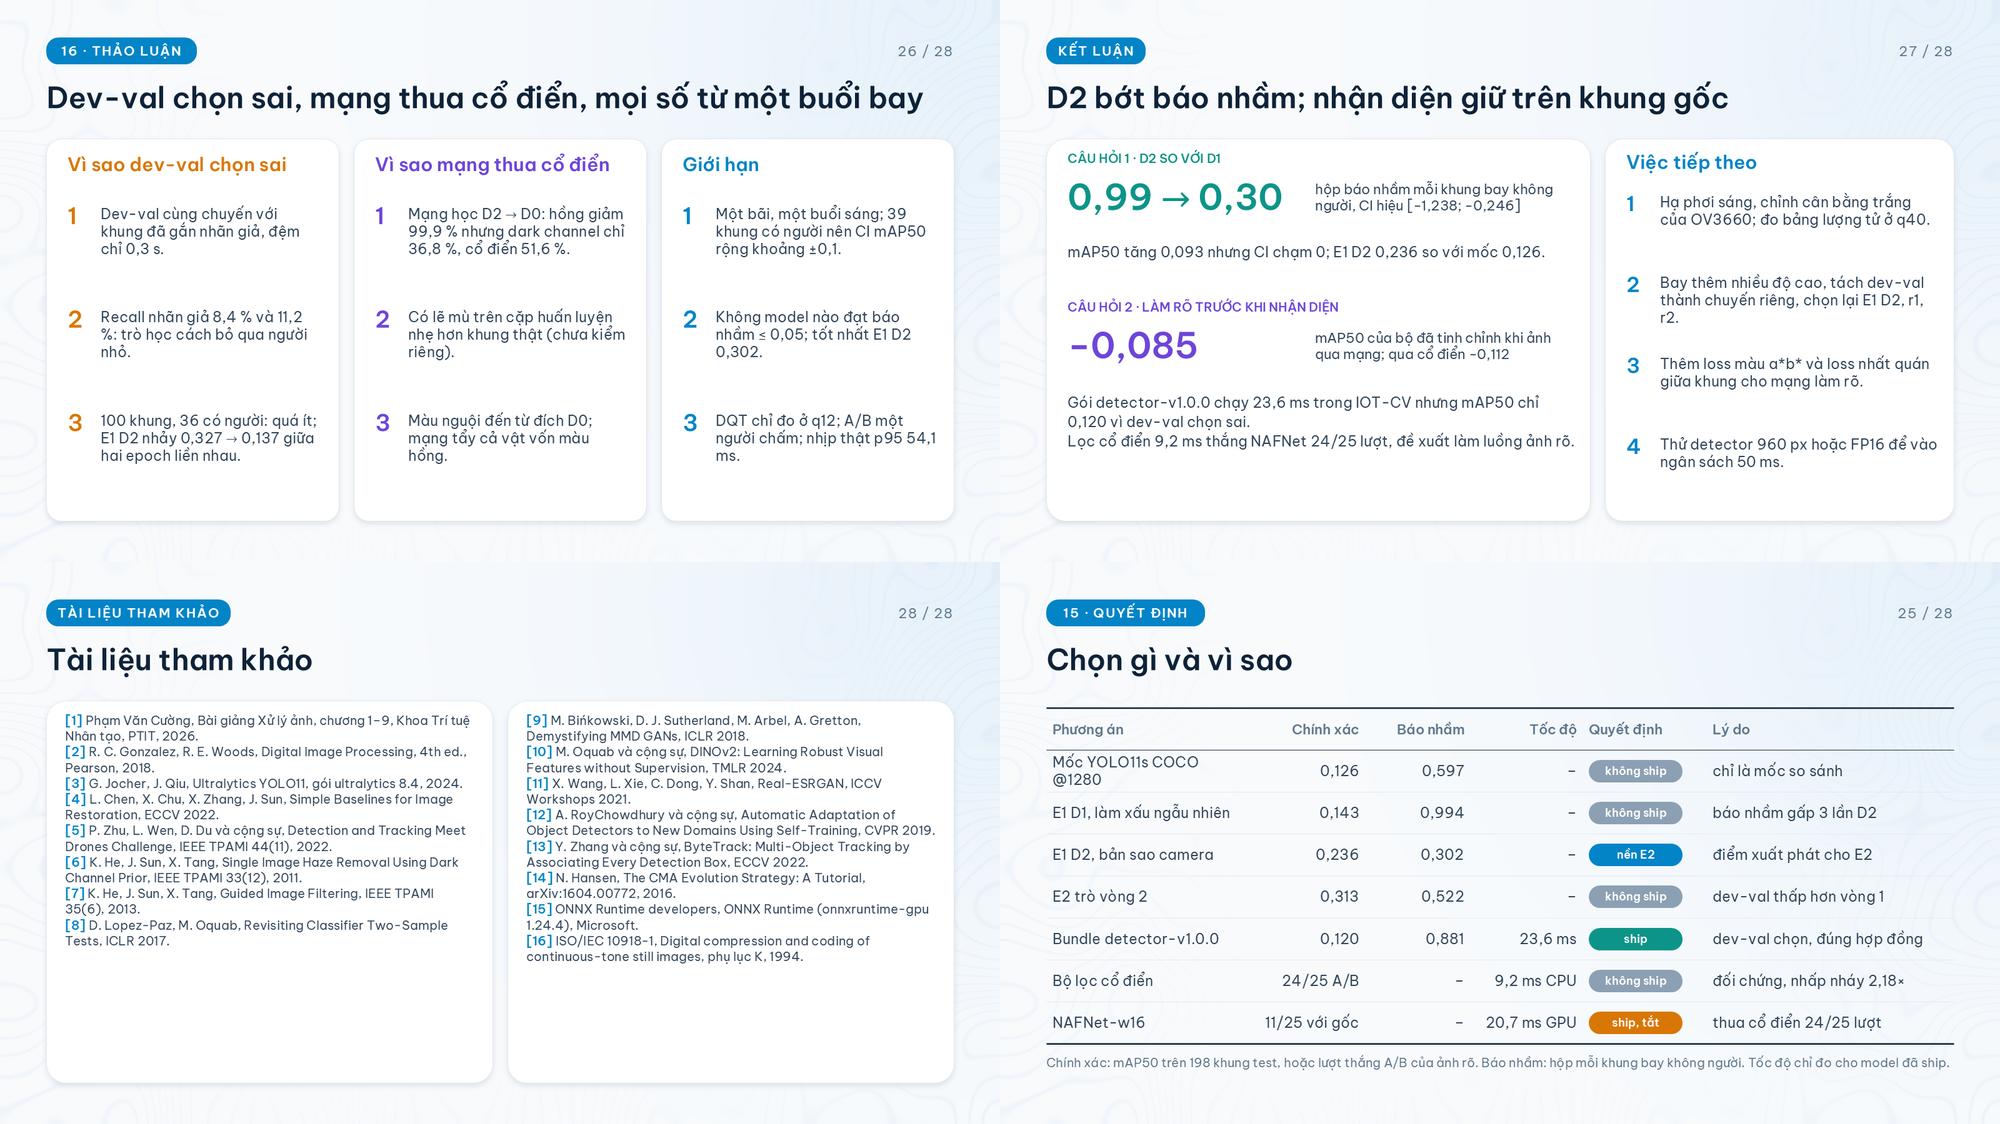 16 · THẢO LUẬN
26 / 28
Dev-val chọn sai, mạng thua cổ điển, mọi số từ một buổi bay
Vì sao dev-val chọn sai
1 Dev-val cùng chuyến với
khung đã gắn nhãn giả, đệm
chỉ 0,3 s.
2 Recall nhãn giả 8,4 % và 11,2
%: trò học cách bỏ qua người
nhỏ.
3 100 khung, 36 có người: quá ít;
E1 D2 nhảy 0,327 → 0,137 giữa
hai epoch liền nhau.
Vì sao mạng thua cổ điển
1 Mạng học D2 → D0: hồng giảm
99,9 % nhưng dark channel chỉ
36,8 %, cổ điển 51,6 %.
2 Có lẽ mù trên cặp huấn luyện
nhẹ hơn khung thật (chưa kiểm
riêng).
3 Màu nguội đến từ đích D0;
mạng tẩy cả vật vốn màu
hồng.
Giới hạn
1 Một bãi, một buổi sáng; 39
khung có người nên CI mAP50
rộng khoảng ±0,1.
2 Không model nào đạt báo
nhầm ≤ 0,05; tốt nhất E1 D2
0,302.
3 DQT chỉ đo ở q12; A/B một
người chấm; nhịp thật p95 54,1
ms.
KẾT LUẬN
27 / 28
D2 bớt báo nhầm; nhận diện giữ trên khung gốc
CÂU HỎI 1 · D2 SO VỚI D1
0,99 → 0,30
hộp báo nhầm mỗi khung bay không
người, CI hiệu [-1,238; -0,246]
mAP50 tăng 0,093 nhưng CI chạm 0; E1 D2 0,236 so với mốc 0,126.
CÂU HỎI 2 · LÀM RÕ TRƯỚC KHI NHẬN DIỆN
-0,085
mAP50 của bộ đã tinh chỉnh khi ảnh
qua mạng; qua cổ điển -0,112
Gói detector-v1.0.0 chạy 23,6 ms trong IOT-CV nhưng mAP50 chỉ
0,120 vì dev-val chọn sai.
Lọc cổ điển 9,2 ms thắng NAFNet 24/25 lượt, đề xuất làm luồng ảnh rõ.
Việc tiếp theo
1 Hạ phơi sáng, chỉnh cân bằng trắng
của OV3660; đo bảng lượng tử ở q40.
2 Bay thêm nhiều độ cao, tách dev-val
thành chuyến riêng, chọn lại E1 D2, r1,
r2.
3 Thêm loss màu a*b* và loss nhất quán
giữa khung cho mạng làm rõ.
4 Thử detector 960 px hoặc FP16 để vào
ngân sách 50 ms.
TÀI LIỆU THAM KHẢO
28 / 28
Tài liệu tham khảo
[1] Phạm Văn Cường, Bài giảng Xử lý ảnh, chương 1–9, Khoa Trí tuệ
Nhân tạo, PTIT, 2026.
[2] R. C. Gonzalez, R. E. Woods, Digital Image Processing, 4th ed.,
Pearson, 2018.
[3] G. Jocher, J. Qiu, Ultralytics YOLO11, gói ultralytics 8.4, 2024.
[4] L. Chen, X. Chu, X. Zhang, J. Sun, Simple Baselines for Image
Restoration, ECCV 2022.
[5] P. Zhu, L. Wen, D. Du và cộng sự, Detection and Tracking Meet
Drones Challenge, IEEE TPAMI 44(11), 2022.
[6] K. He, J. Sun, X. Tang, Single Image Haze Removal Using Dark
Channel Prior, IEEE TPAMI 33(12), 2011.
[7] K. He, J. Sun, X. Tang, Guided Image Filtering, IEEE TPAMI
35(6), 2013.
[8] D. Lopez-Paz, M. Oquab, Revisiting Classifier Two-Sample
Tests, ICLR 2017.
[9] M. Bińkowski, D. J. Sutherland, M. Arbel, A. Gretton,
Demystifying MMD GANs, ICLR 2018.
[10] M. Oquab và cộng sự, DINOv2: Learning Robust Visual
Features without Supervision, TMLR 2024.
[11] X. Wang, L. Xie, C. Dong, Y. Shan, Real-ESRGAN, ICCV
Workshops 2021.
[12] A. RoyChowdhury và cộng sự, Automatic Adaptation of
Object Detectors to New Domains Using Self-Training, CVPR 2019.
[13] Y. Zhang và cộng sự, ByteTrack: Multi-Object Tracking by
Associating Every Detection Box, ECCV 2022.
[14] N. Hansen, The CMA Evolution Strategy: A Tutorial,
arXiv:1604.00772, 2016.
[15] ONNX Runtime developers, ONNX Runtime (onnxruntime-gpu
1.24.4), Microsoft.
[16] ISO/IEC 10918-1, Digital compression and coding of
continuous-tone still images, phụ lục K, 1994.
15 · QUYẾT ĐỊNH
25 / 28
Chọn gì và vì sao
Phương án Chính xác Báo nhầm Tốc độ Quyết định Lý do
Mốc YOLO11s COCO
@1280 0,126 0,597 – không ship chỉ là mốc so sánh
E1 D1, làm xấu ngẫu nhiên 0,143 0,994 – không ship báo nhầm gấp 3 lần D2
E1 D2, bản sao camera 0,236 0,302 – nền E2 điểm xuất phát cho E2
E2 trò vòng 2 0,313 0,522 – không ship dev-val thấp hơn vòng 1
Bundle detector-v1.0.0 0,120 0,881 23,6 ms ship dev-val chọn, đúng hợp đồng
Bộ lọc cổ điển 24/25 A/B – 9,2 ms CPU không ship đối chứng, nhấp nháy 2,18×
NAFNet-w16 11/25 với gốc – 20,7 ms GPU ship, tắt thua cổ điển 24/25 lượt
Chính xác: mAP50 trên 198 khung test, hoặc lượt thắng A/B của ảnh rõ. Báo nhầm: hộp mỗi khung bay không người. Tốc độ chỉ đo cho model đã ship.